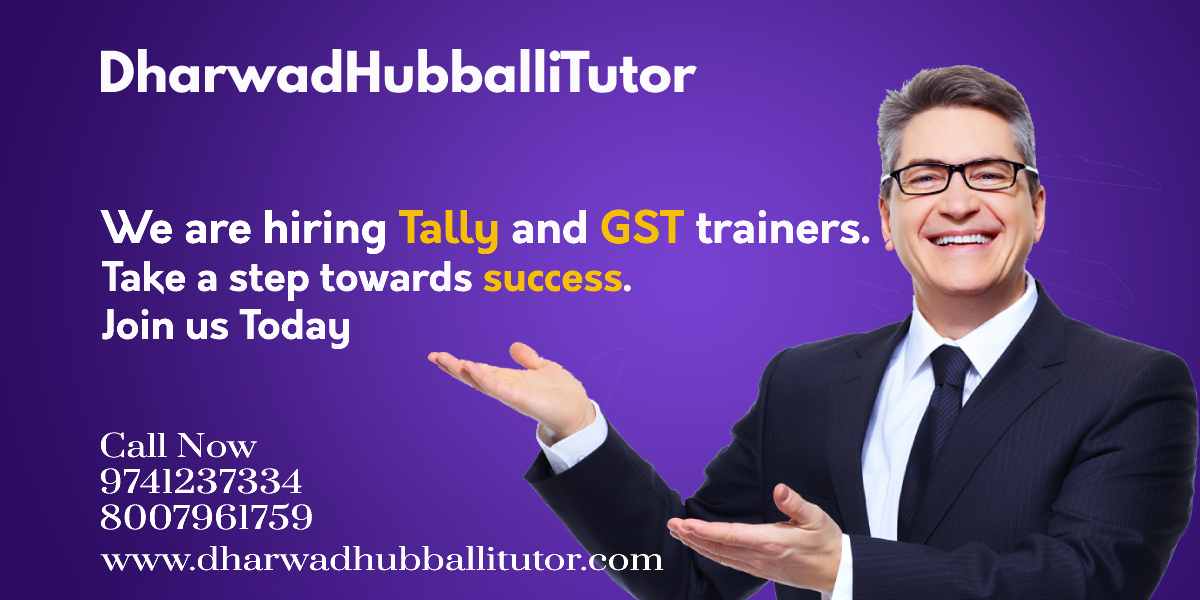 DharwadHubballiTutor
We are hiring Tally and GST trainers.
Take a step towards success.
Join us Today
Call Now
9741237334
8007961759
www.dharwadhubballitutor.com